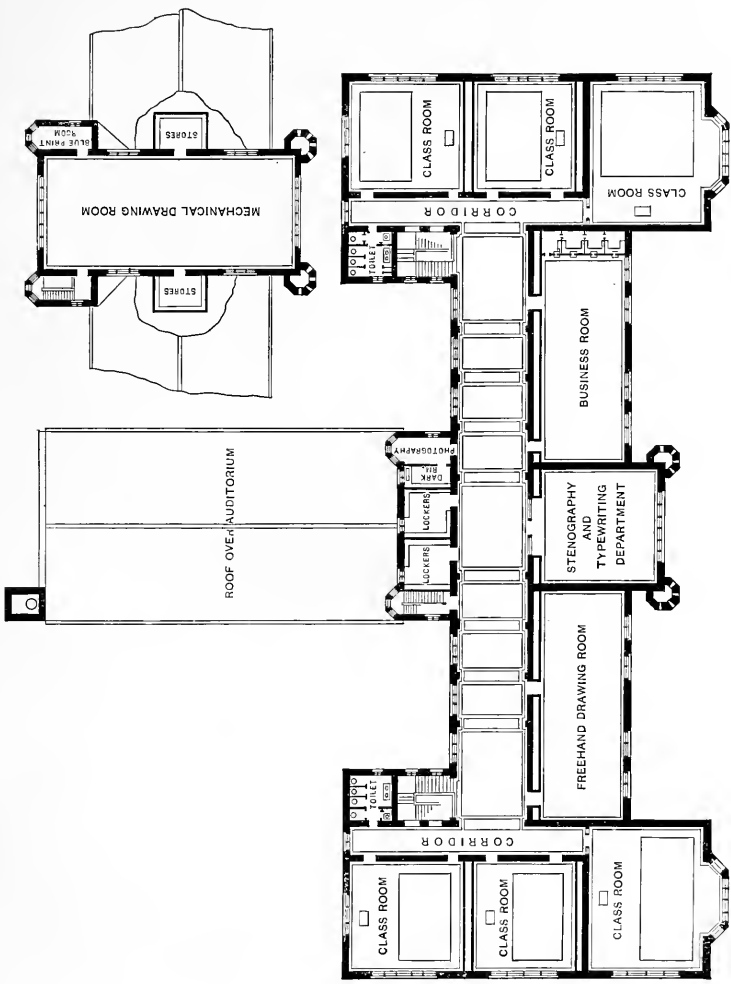 BLUE PRINT
ROOM
STORES
MECHANICAL DRAWING ROOM
STORES
CLASS ROOM
CLASS ROOM
CLASS ROOM
CORRIDOR
TOILET
BUSINESS ROOM
ROOF OVER AUDITORIUM
PHOTOGRAPHY
DARK
RM.
LOCKERS
LOCKERS
STENOGRAPHY
AND
TYPEWRITING
DEPARTMENT
FREEHAND DRAWING ROOM
TOILET
CORRIDOR
CLASS ROOM
CLASS ROOM
CLASS ROOM